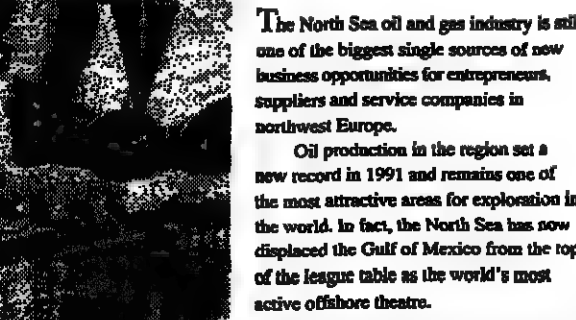 The North Sea oil and gas industry is still
one of the biggest single sources of new
business opportunities for entrepreneurs,
suppliers and service companies in
northwest Europe.
Oil production in the region set a
new record in 1991 and remains one of
the most attractive areas for exploration in
the world. In fact, the North Sea has now
displaced the Gulf of Mexico from the top
of the league table as the world's most
active offshore theatre.